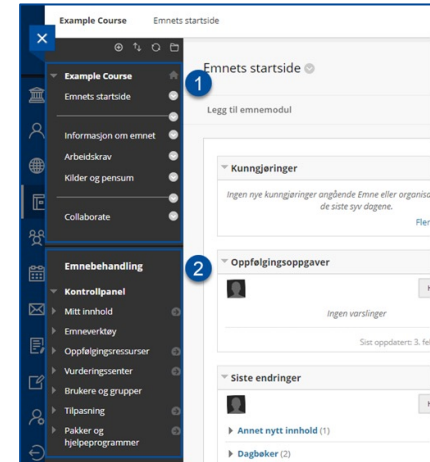 Example Course Emnets startside
Example Course
Emnets startside
Informasjon om emnet
Arbeidskrav
Kilder og pensum
Collaborate
1
Emnebehandling
Kontrollpanel
Mitt innhold
Emneverktøy
Oppfølgingsressurser
Vurderingssenter
Brukere og grupper
Tilpasning
Pakker og
hjelpeprogrammer
2
Emnets startside
Legg til emnemodul
Kunngjøringer
Ingen nye kunngjøringer angående Emne eller
de siste syv dagene.
Oppfølgingsoppgaver
Ingen varslinger
Sist oppdatert: 3.
Siste endringer
Annet nytt innhold (1)
Dagbøker (2)